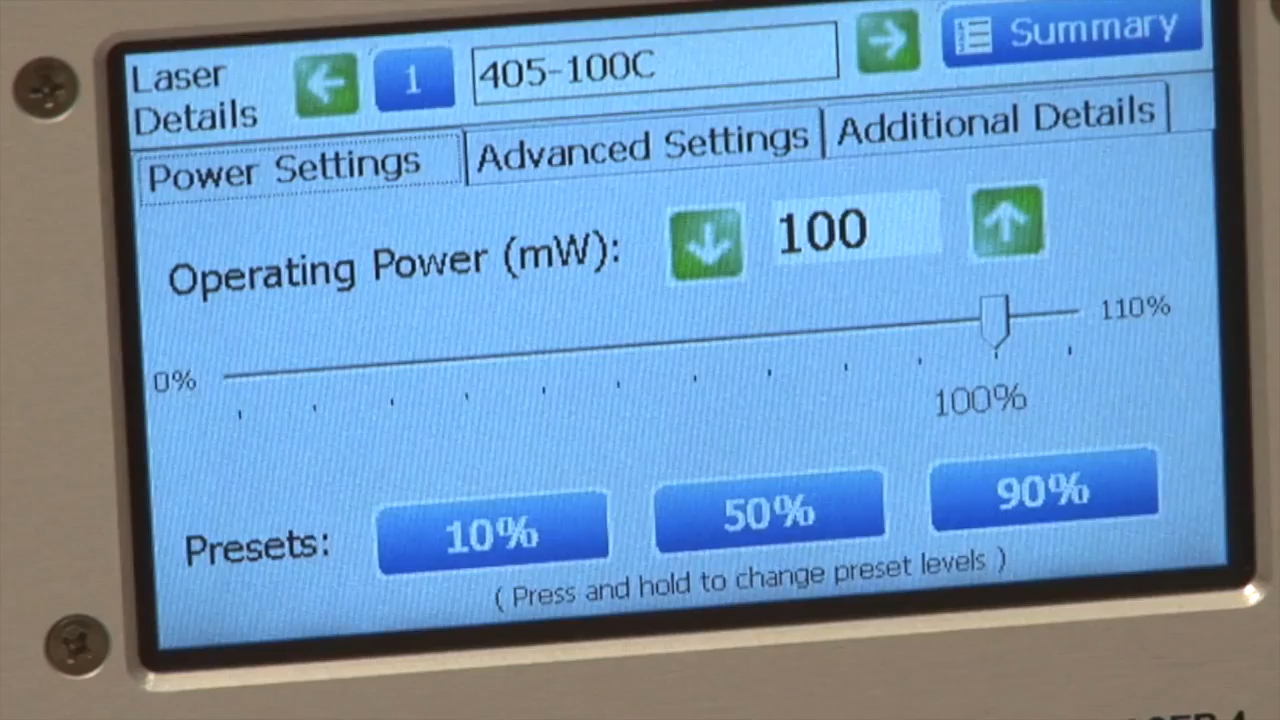 Laser Details
1
405-100C
Summary
Power Settings
Advanced Settings
Additional Details
Operating Power (mW):
100
0%
110%
100%
Presets:
10%
50%
90%
( Press and hold to change preset levels )